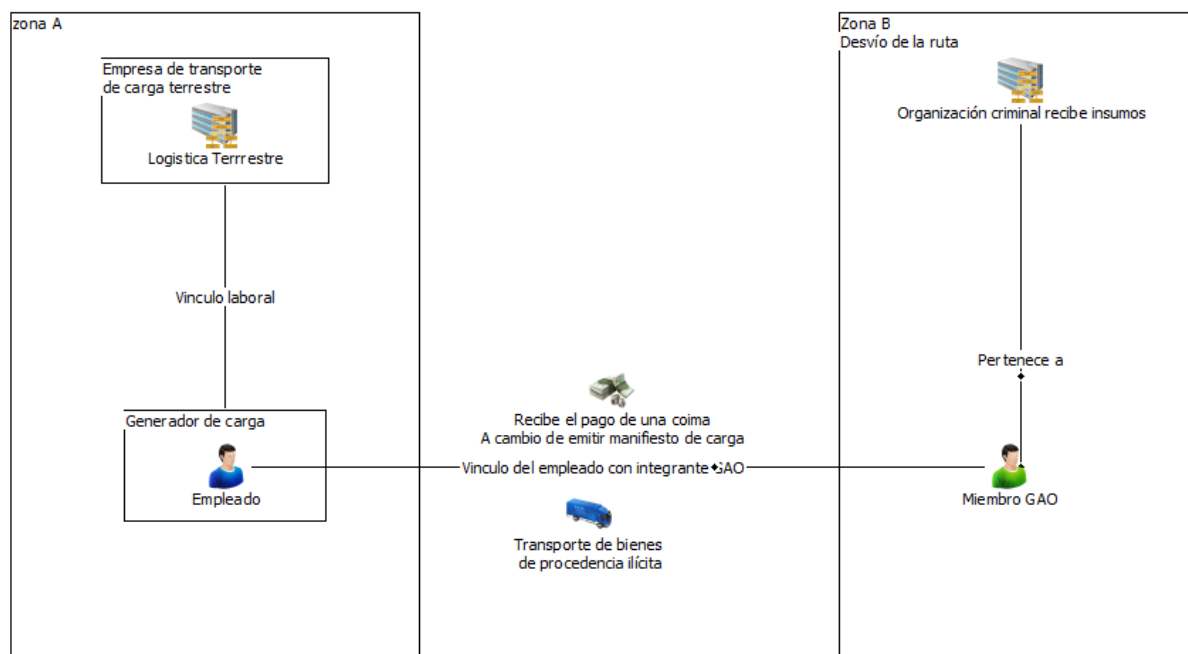 zona A
Empresa de transporte
de carga terrestre
Logistica Terrrestre
Vinculo laboral
Generador de carga
Empleado
Recibe el pago de una coima
A cambio de emitir manifiesto de carga
Vinculo del empleado con integrante GAO
Transporte de bienes
de procedencia ilícita
Zona B
Desvío de la ruta
Organización criminal recibe insumos
Pertenece a
Miembro GAO